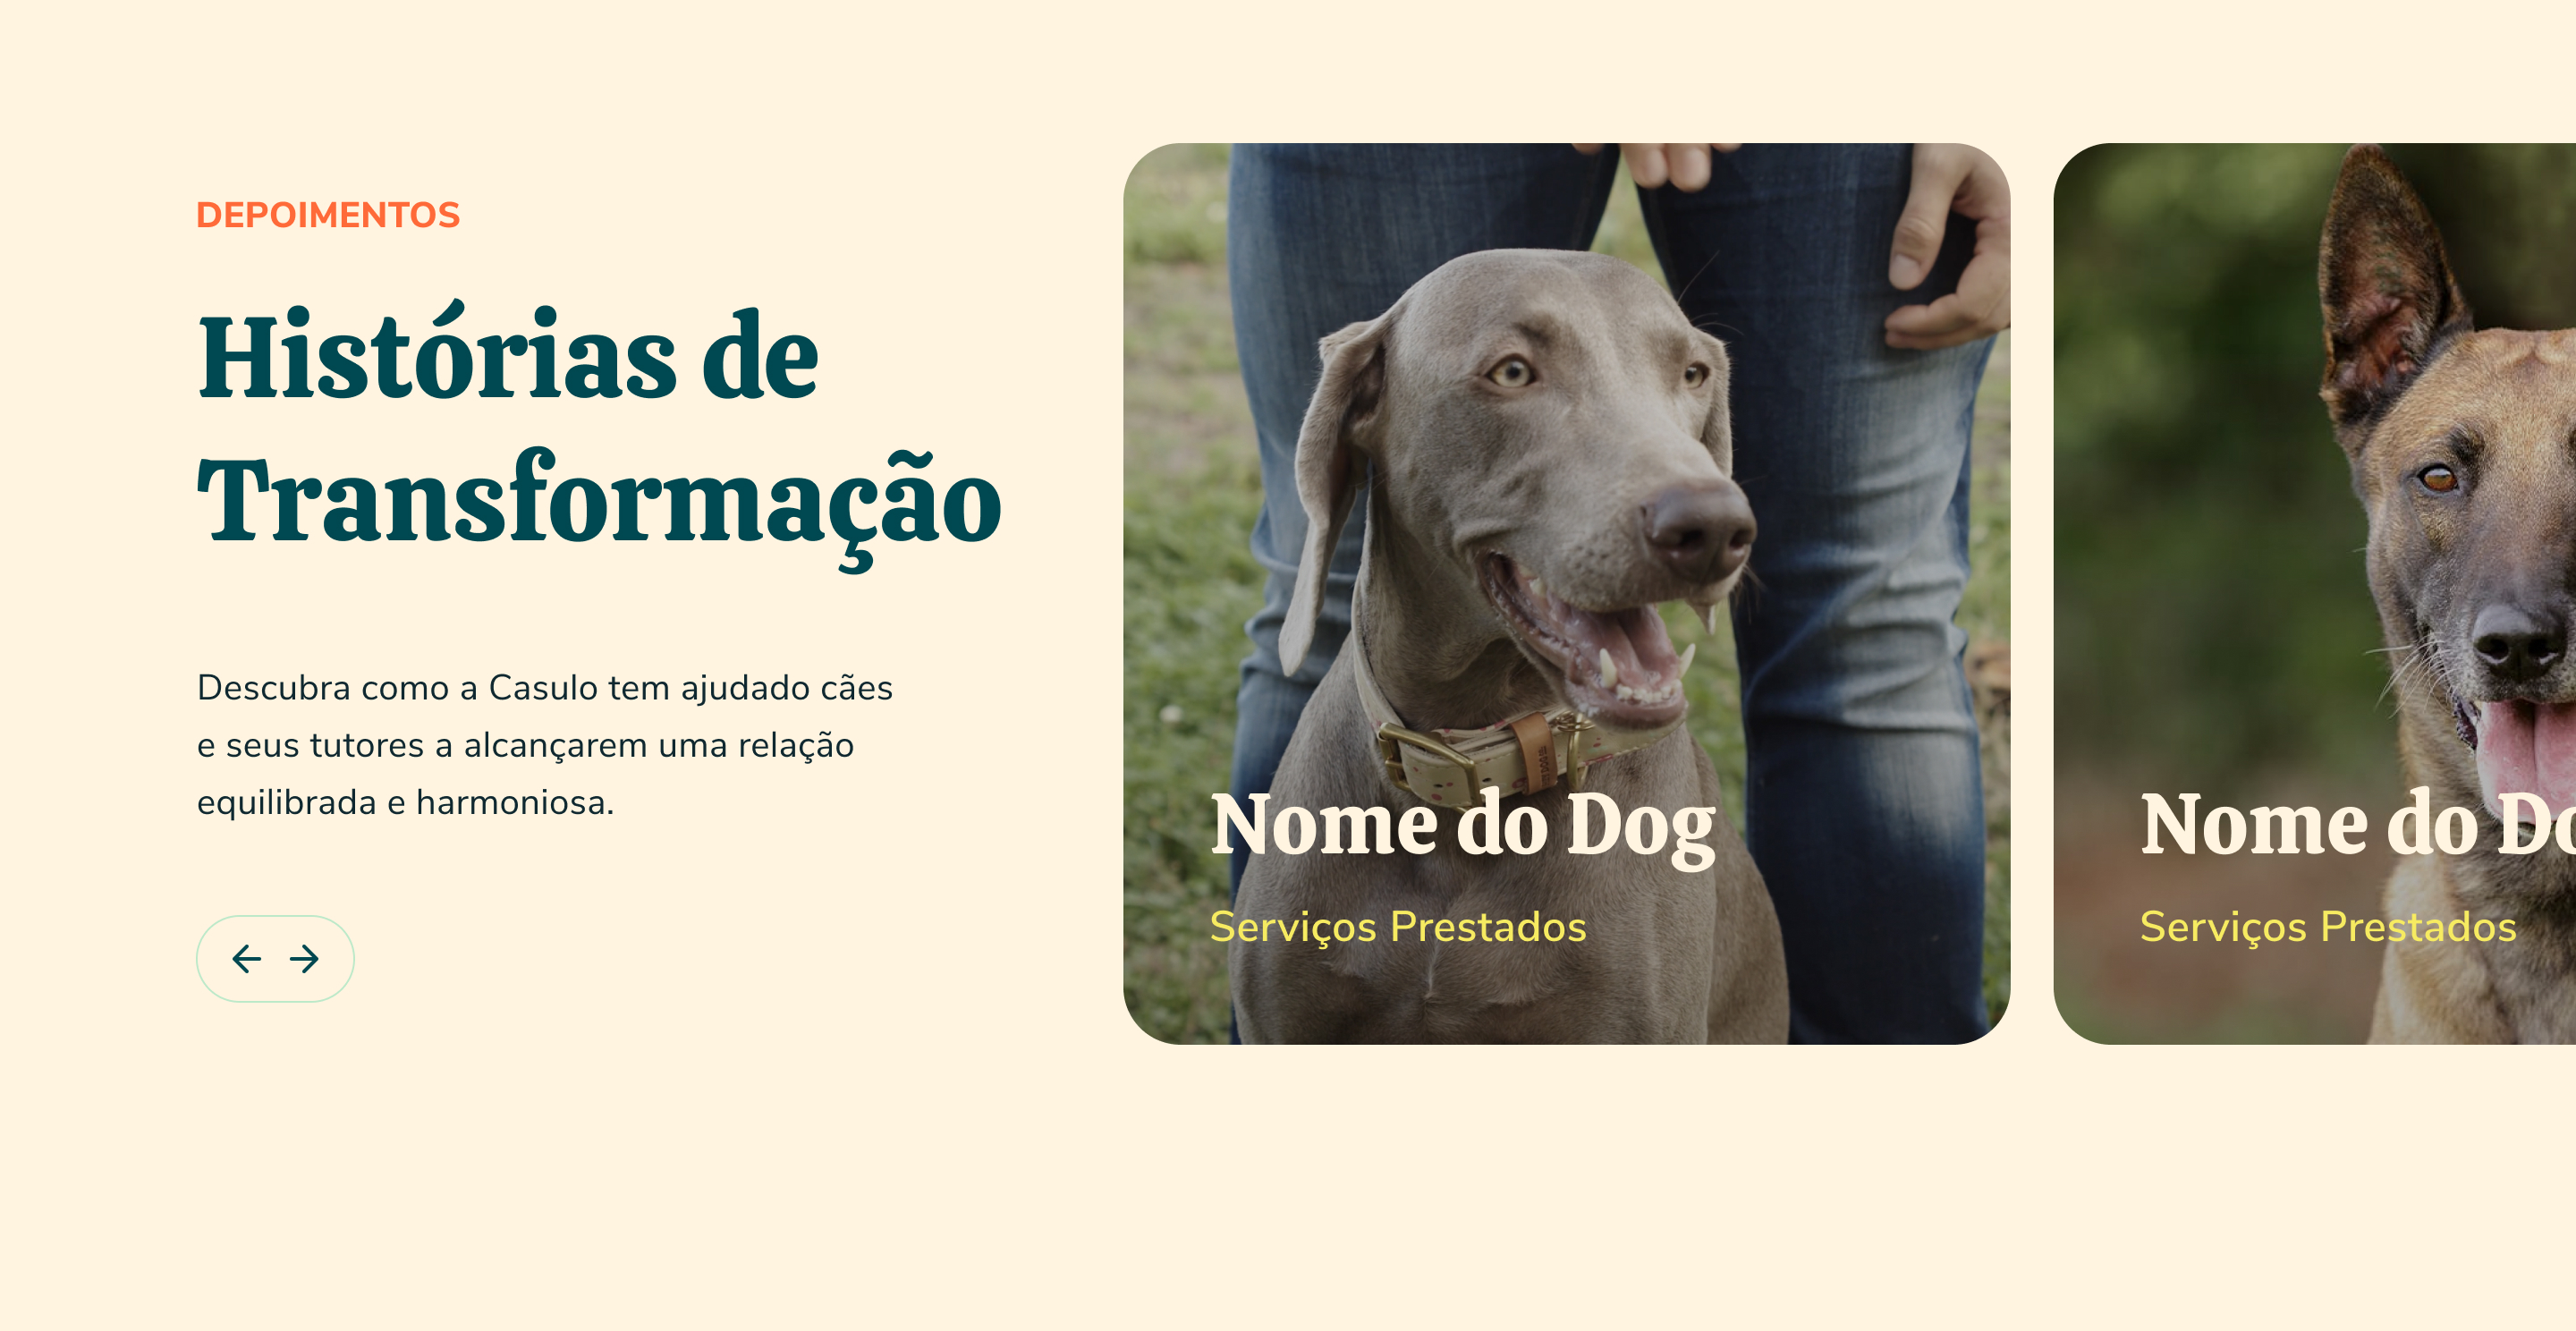 DEPOIMENTOS
Histórias de
Transformação
Descubra como a Casulo tem ajudado cães
e seus tutores a alcançarem uma relação
equilibrada e harmoniosa.
Nome do Dog
Serviços Prestados
Nome do Do
Serviços Prestados